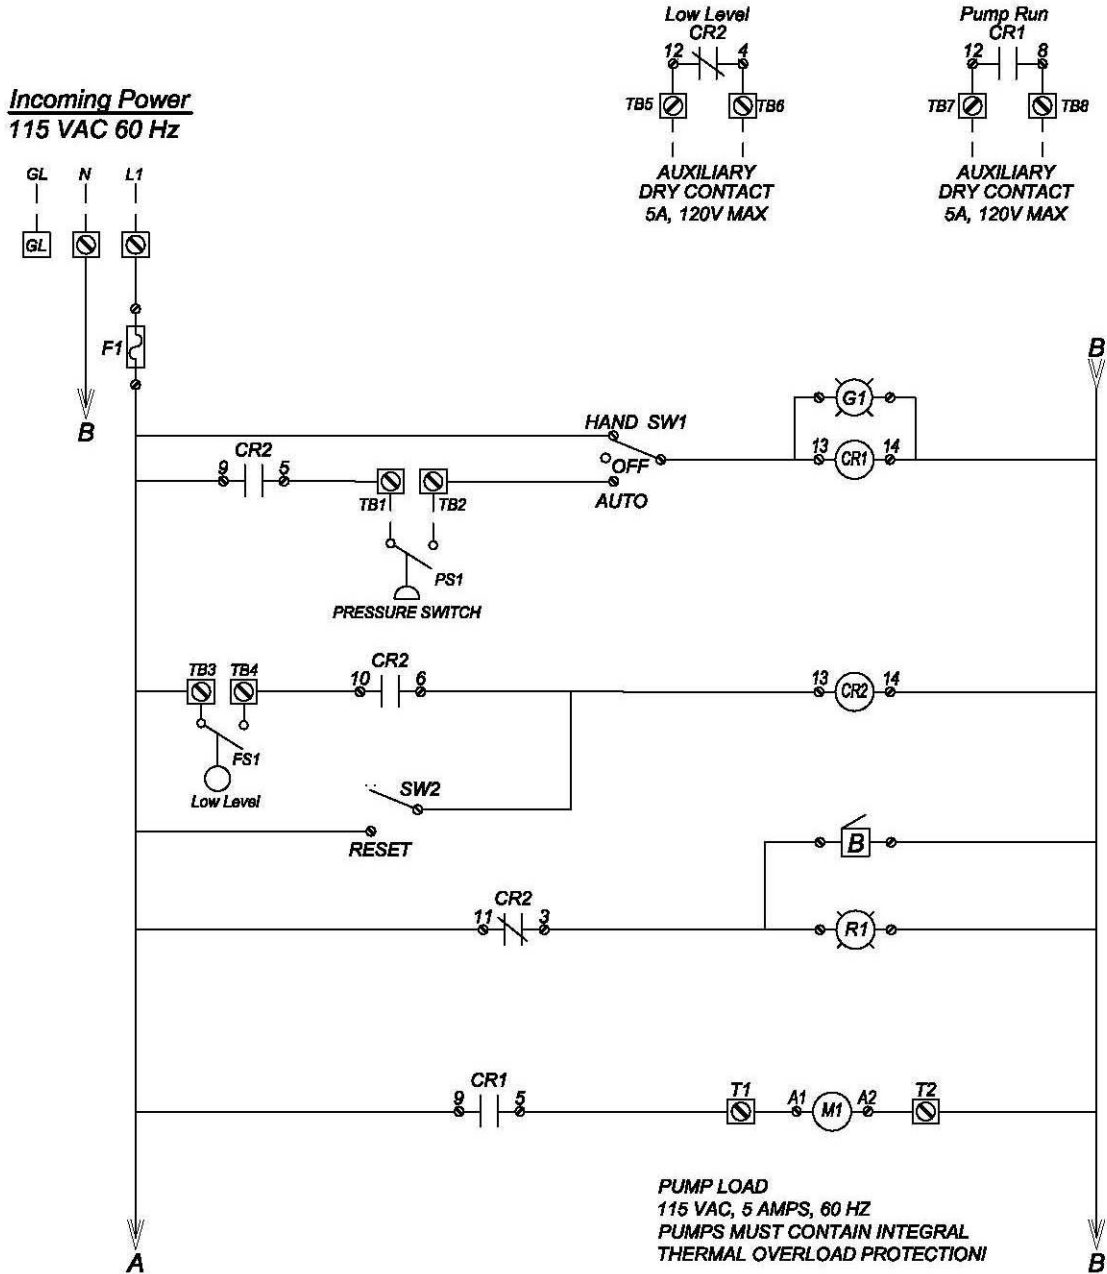 Low Level
CR2
12 4
TB5 TB6
AUXILIARY
DRY CONTACT
5A, 120V MAX
Pump Run
CR1
12 8
TB7 TB8
AUXILIARY
DRY CONTACT
5A, 120V MAX
Incoming Power
115 VAC 60 Hz
GL N L1
GL
F1
B
B
G1
HAND SW1
OFF
AUTO
13 CR1 14
CR2
9 5
TB1 TB2
PS1
PRESSURE SWITCH
TB3 TB4
CR2
10 6
13 CR2 14
FS1
Low Level
SW2
RESET
B
CR2
11 3
R1
CR1
9 5
T1 A1 M1 A2 T2
PUMP LOAD
115 VAC, 5 AMPS, 60 HZ
PUMPS MUST CONTAIN INTEGRAL
THERMAL OVERLOAD PROTECTION!
A
B